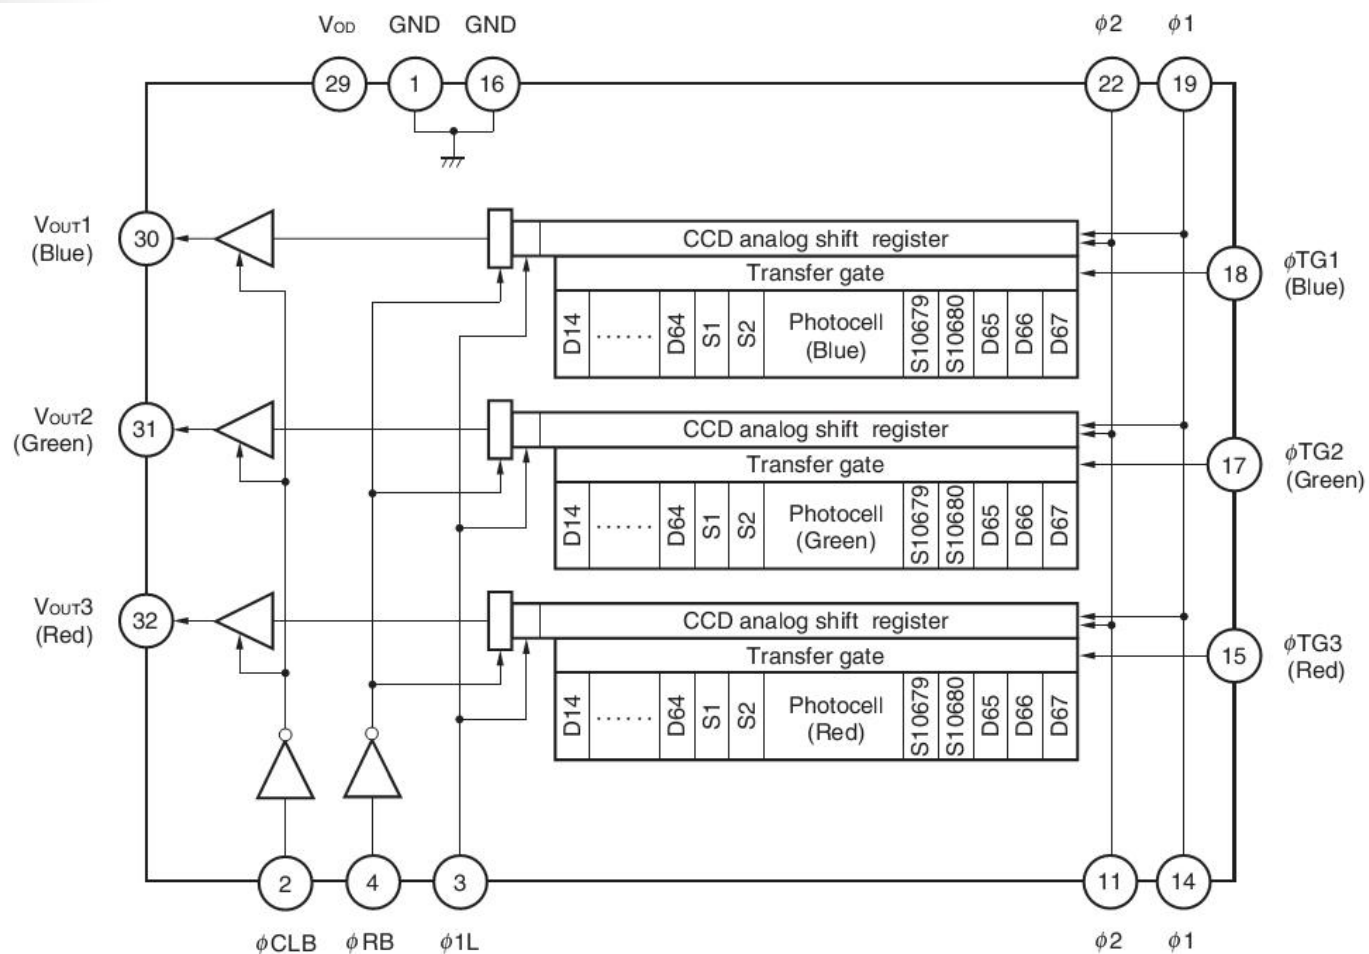 VOD GND GND ϕ2 ϕ1
29 1 16 22 19
VOUT1
(Blue)
30
CCD analog shift register
Transfer gate
D14 ...... D64 S1 S2 Photocell
(Blue) S10679 S10680 D65 D66 D67
18
ϕTG1
(Blue)
VOUT2
(Green)
31
CCD analog shift register
Transfer gate
D14 ...... D64 S1 S2 Photocell
(Green) S10679 S10680 D65 D66 D67
17
ϕTG2
(Green)
VOUT3
(Red)
32
CCD analog shift register
Transfer gate
D14 ...... D64 S1 S2 Photocell
(Red) S10679 S10680 D65 D66 D67
15
ϕTG3
(Red)
2 4 3 11 14
ϕCLB ϕRB ϕ1L ϕ2 ϕ1